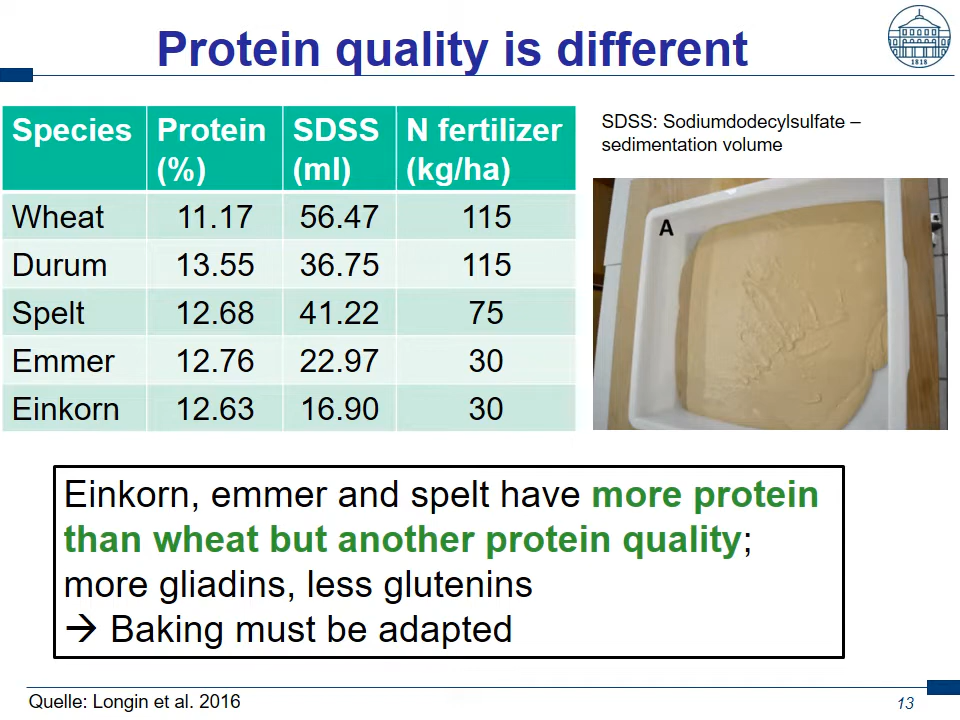 Protein quality is different
1818
Species Protein (%) SDSS (ml) N fertilizer (kg/ha)
Wheat 11.17 56.47 115
Durum 13.55 36.75 115
Spelt 12.68 41.22 75
Emmer 12.76 22.97 30
Einkorn 12.63 16.90 30
SDSS: Sodiumdodecylsulfate –
sedimentation volume
A
Einkorn, emmer and spelt have more protein
than wheat but another protein quality;
more gliadins, less glutenins
→ Baking must be adapted
Quelle: Longin et al. 2016
13